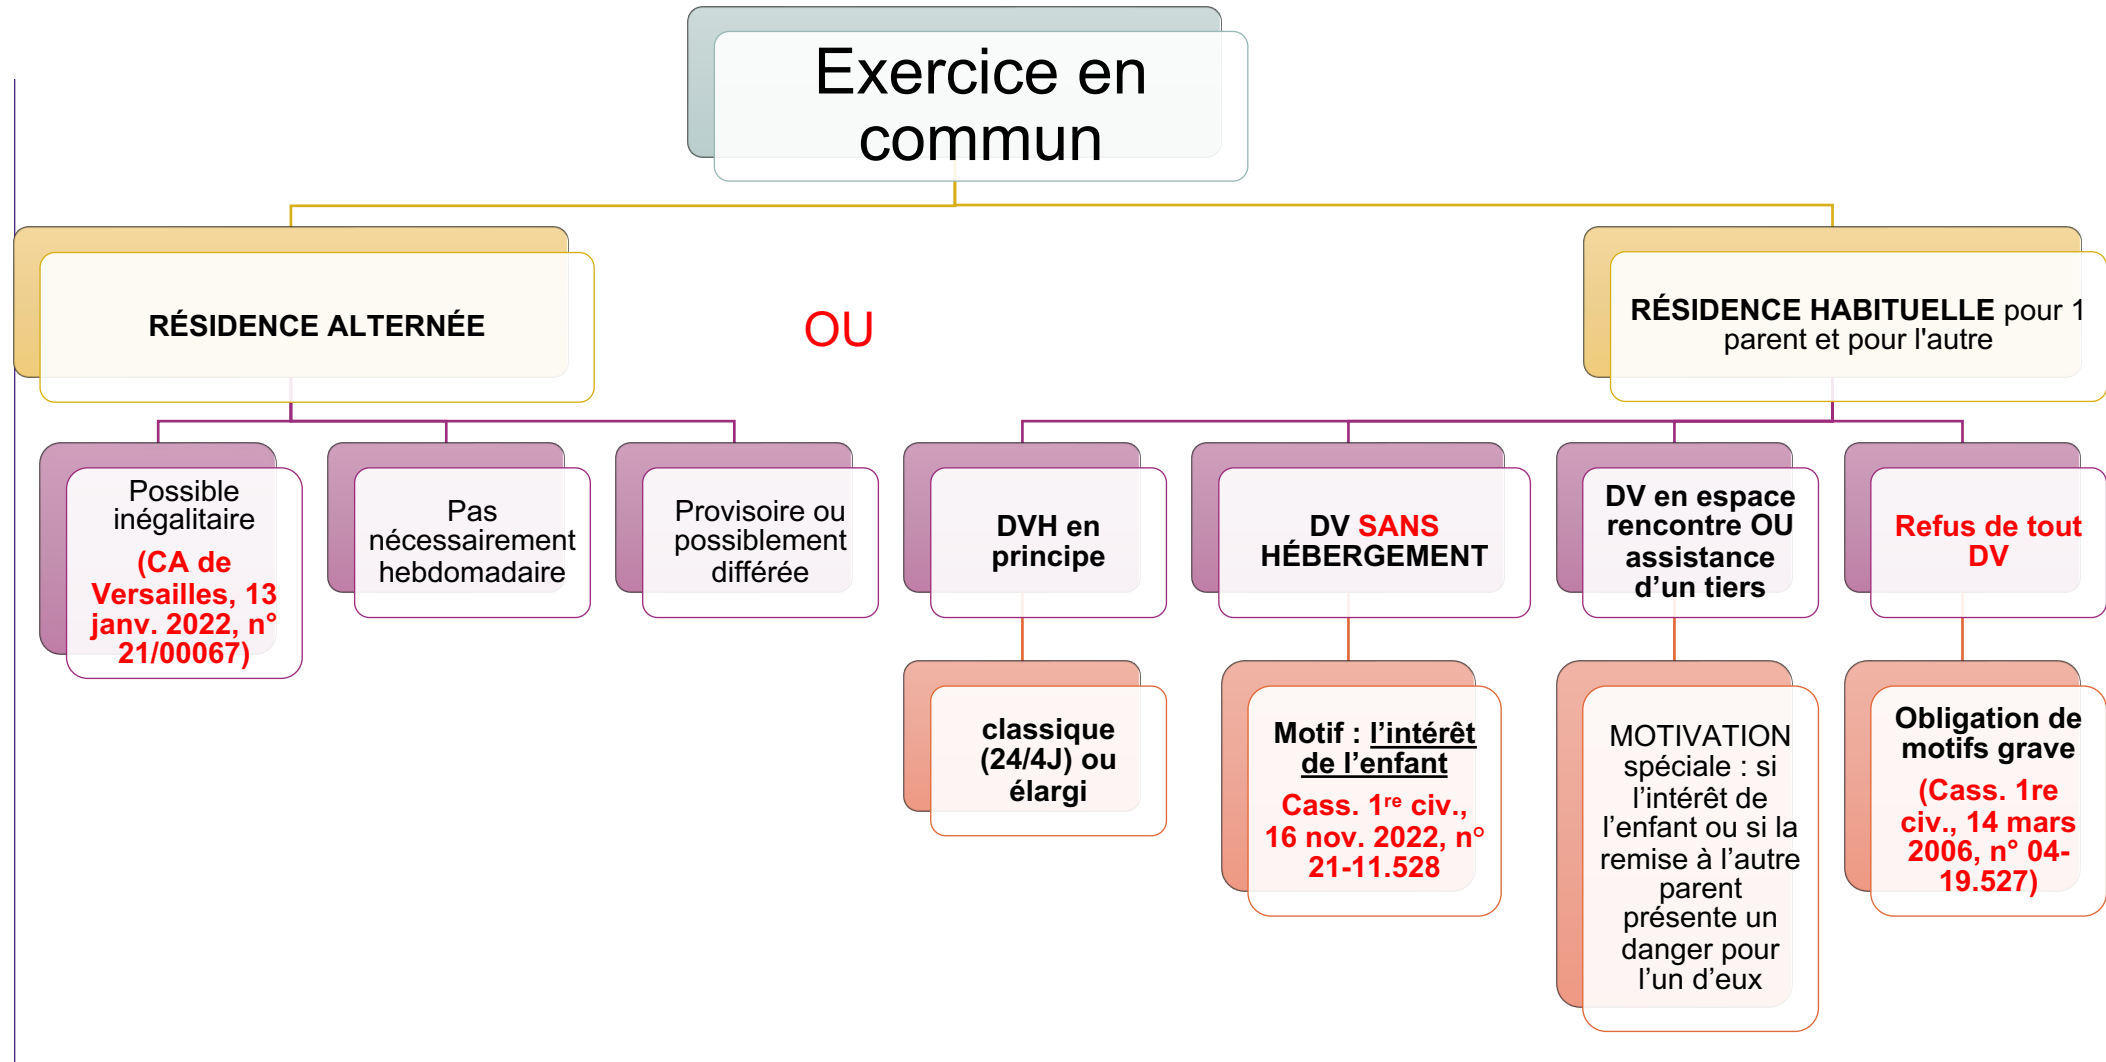 Exercice en
commun
RÉSIDENCE ALTERNÉE
OU
RÉSIDENCE HABITUELLE pour 1
parent et pour l'autre
Possible
inégalitaire
(CA de
Versailles, 13
janv. 2022, n°
21/00067)
Pas
nécessairement
hebdomadaire
Provisoire ou
possiblement
différée
DVH en
principe
DV SANS
HÉBERGEMENT
DV en espace
rencontre OU
assistance
d’un tiers
Refus de tout
DV
classique
(24/4J) ou
élargi
Motif : l’intérêt
de l’enfant
Cass. 1re civ.,
16 nov. 2022, n°
21-11.528
MOTIVATION
spéciale : si
l’intérêt de
l’enfant ou si la
remise à l’autre
parent
présente un
danger pour
l’un d’eux
Obligation de
motifs grave
(Cass. 1re
civ., 14 mars
2006, n° 04-
19.527)